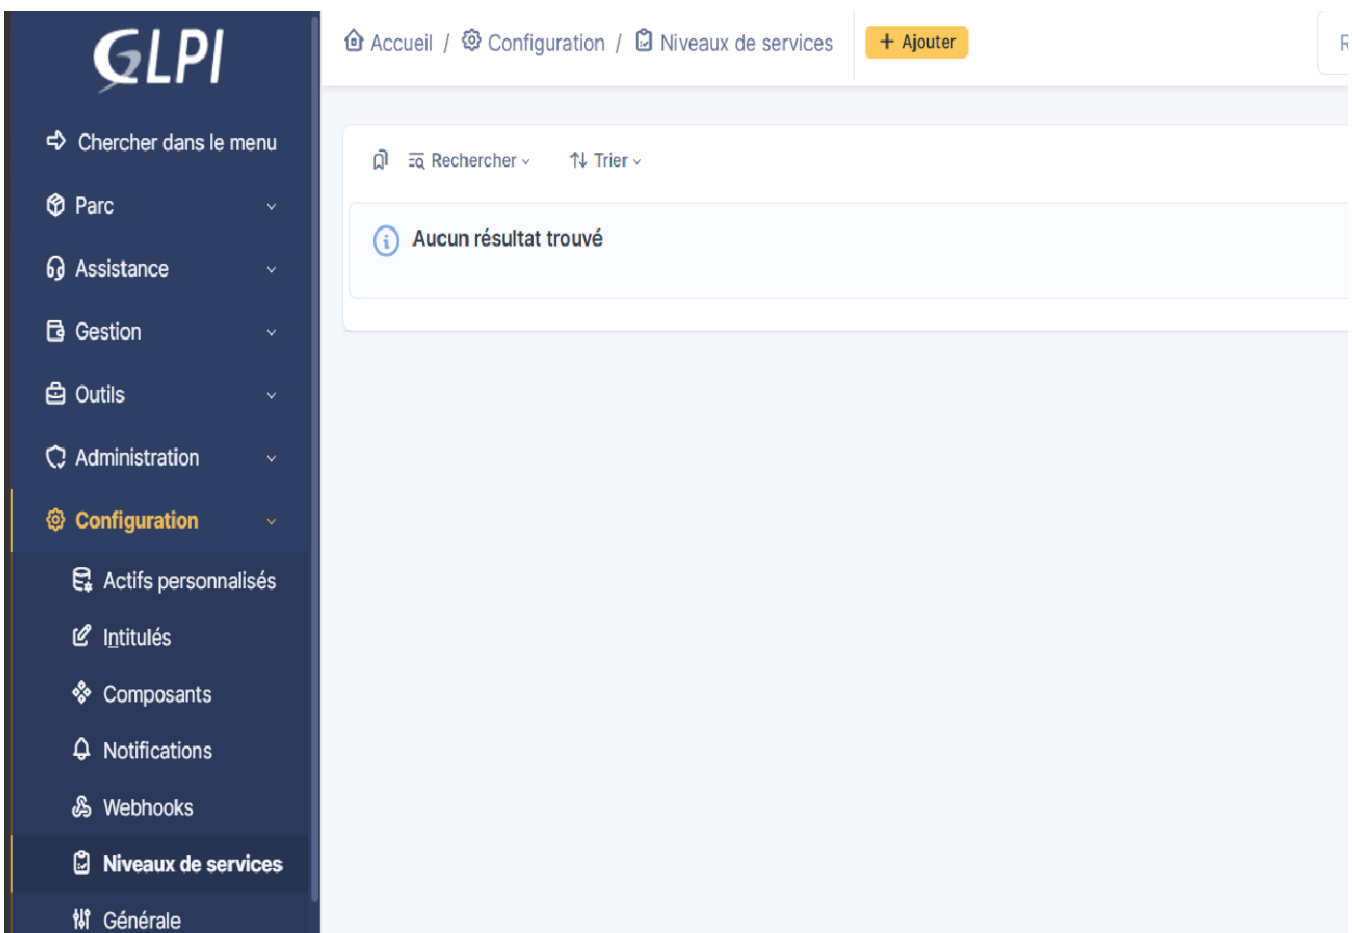 GLPI
Accueil / Configuration / Niveaux de services
+ Ajouter
R
Chercher dans le menu
Parc
Assistance
Gestion
Outils
Administration
Configuration
Actifs personnalisés
Intitulés
Composants
Notifications
Webhooks
Niveaux de services
Générale
Rechercher
Trier
Aucun résultat trouvé